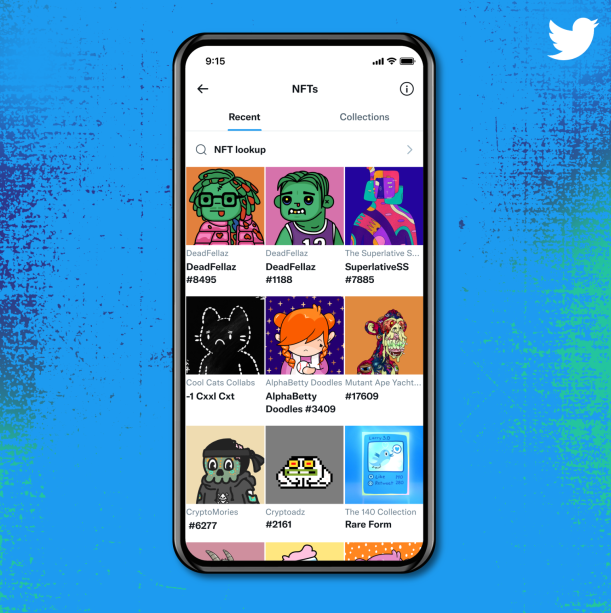 9:15
NFTs
Recent
Collections
NFT lookup
DeadFellaz
DeadFellaz
#8495
DeadFellaz
DeadFellaz
#1188
12
The Superlative S...
SuperlativeSS
#7885
Cool Cats Collabs
-1 Cxxl Cxt
AlphaBetty Doodles
AlphaBetty
Doodles #3409
Mutant Ape Yacht...
#17609
CryptoMories
#6277
Cryptoadz
#2161
The 140 Collection
Rare Form